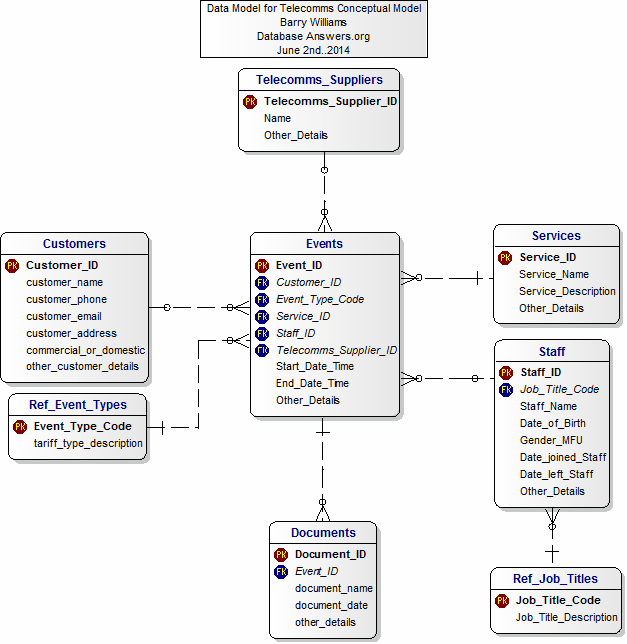 Data Model for Telecomms Conceptual Model
Barry Williams
Database Answers.org
June 2nd..2014
Telecomms_Suppliers
PK Telecomms_Supplier_ID
Name
Other_Details
Customers
PK Customer_ID
customer_name
customer_phone
customer_email
customer_address
commercial_or_domestic
other_customer_details
Events
PK Event_ID
FK Customer_ID
FK Event_Type_Code
FK Service_ID
FK Staff_ID
FK Telecomms_Supplier_ID
Start_Date_Time
End_Date_Time
Other_Details
Services
PK Service_ID
Service_Name
Service_Description
Other_Details
Staff
PK Staff_ID
FK Job_Title_Code
Staff_Name
Date_of_Birth
Gender_MFU
Date_joined_Staff
Date_left_Staff
Other_Details
Ref_Event_Types
PK Event_Type_Code
tariff_type_description
Documents
PK Document_ID
FK Event_ID
document_name
document_date
other_details
Ref_Job_Titles
PK Job_Title_Code
Job_Title_Description